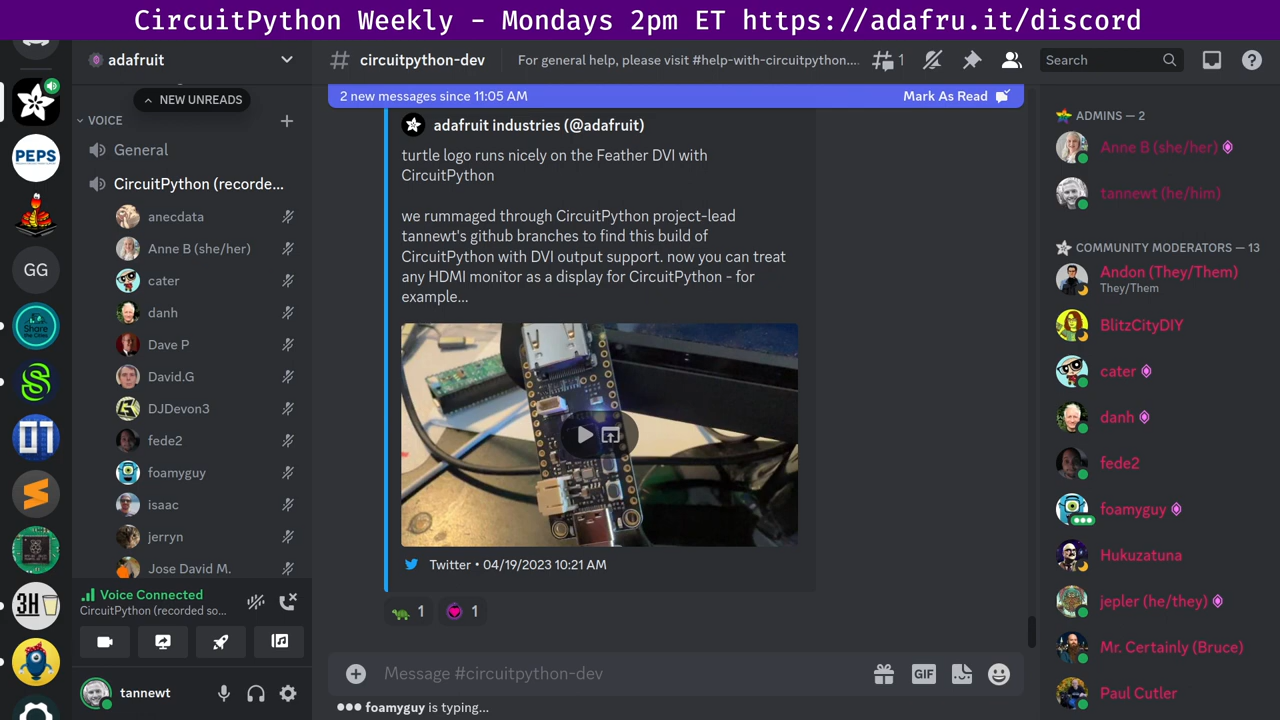 CircuitPython Weekly - Mondays 2pm ET https://adafru.it/discord
adafruit
circuitpython-dev
For general help, please visit #help-with-circuitpython....
1
Search
NEW UNREADS
VOICE
General
CircuitPython (recorde...
anecdata
Anne B (she/her)
cater
danh
Dave P
David.G
DJDevon3
fede2
foamyguy
isaac
jerryn
Jose David M.
Voice Connected
CircuitPython (recorded so...
tannewt
PEPS
GG
Share
the Cities
S
3H
2 new messages since 11:05 AM
Mark As Read
adafruit industries (@adafruit)
turtle logo runs nicely on the Feather DVI with
CircuitPython
we rummaged through CircuitPython project-lead
tannewt's github branches to find this build of
CircuitPython with DVI output support. now you can treat
any HDMI monitor as a display for CircuitPython - for
example...
Twitter • 04/19/2023 10:21 AM
1
1
Message #circuitpython-dev
GIF
foamyguy is typing...
ADMINS — 2
Anne B (she/her)
tannewt (he/him)
COMMUNITY MODERATORS — 13
Andon (They/Them)
They/Them
BlitzCityDIY
cater
danh
fede2
foamyguy
Hukuzatuna
jepler (he/they)
Mr. Certainly (Bruce)
Paul Cutler